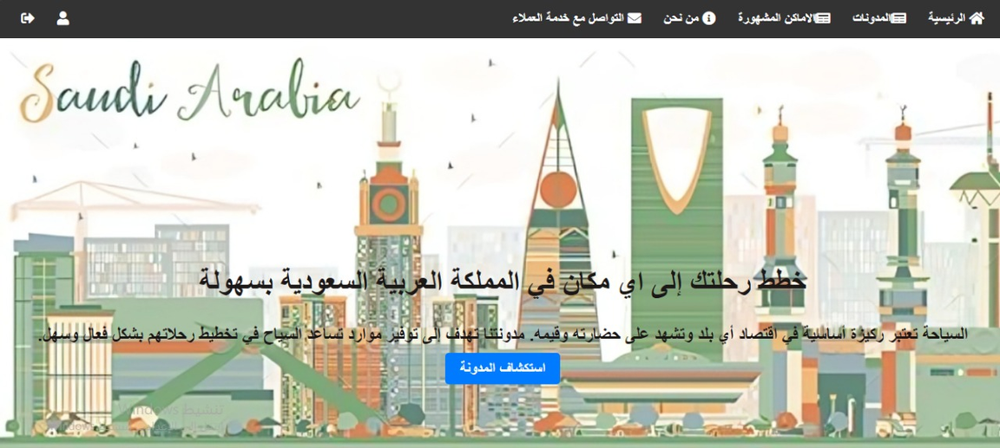 الرئيسية
المدونات
الاماكن المشهورة
من نحن
التواصل مع خدمة العملاء
Saudi Arabia
خطط رحلتك إلى اي مكان في المملكة العربية السعودية بسهولة
السياحة تعتبر ركيزة أساسية في اقتصاد أي بلد وتشهد على حضارته وقيمه. مدونتنا تهدف إلى توفير موارد تساعد السياح في تخطيط رحلاتهم بشكل فعال وسهل.
استكشاف المدونة
تنشيط Windows